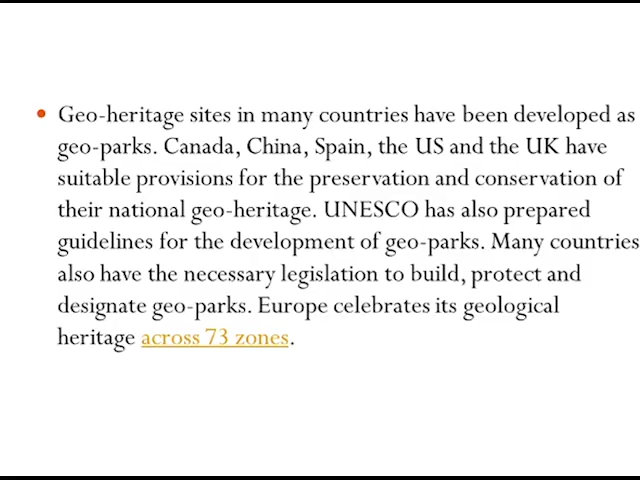 • Geo-heritage sites in many countries have been developed as
geo-parks. Canada, China, Spain, the US and the UK have
suitable provisions for the preservation and conservation of
their national geo-heritage. UNESCO has also prepared
guidelines for the development of geo-parks. Many countries
also have the necessary legislation to build, protect and
designate geo-parks. Europe celebrates its geological
heritage across 73 zones.